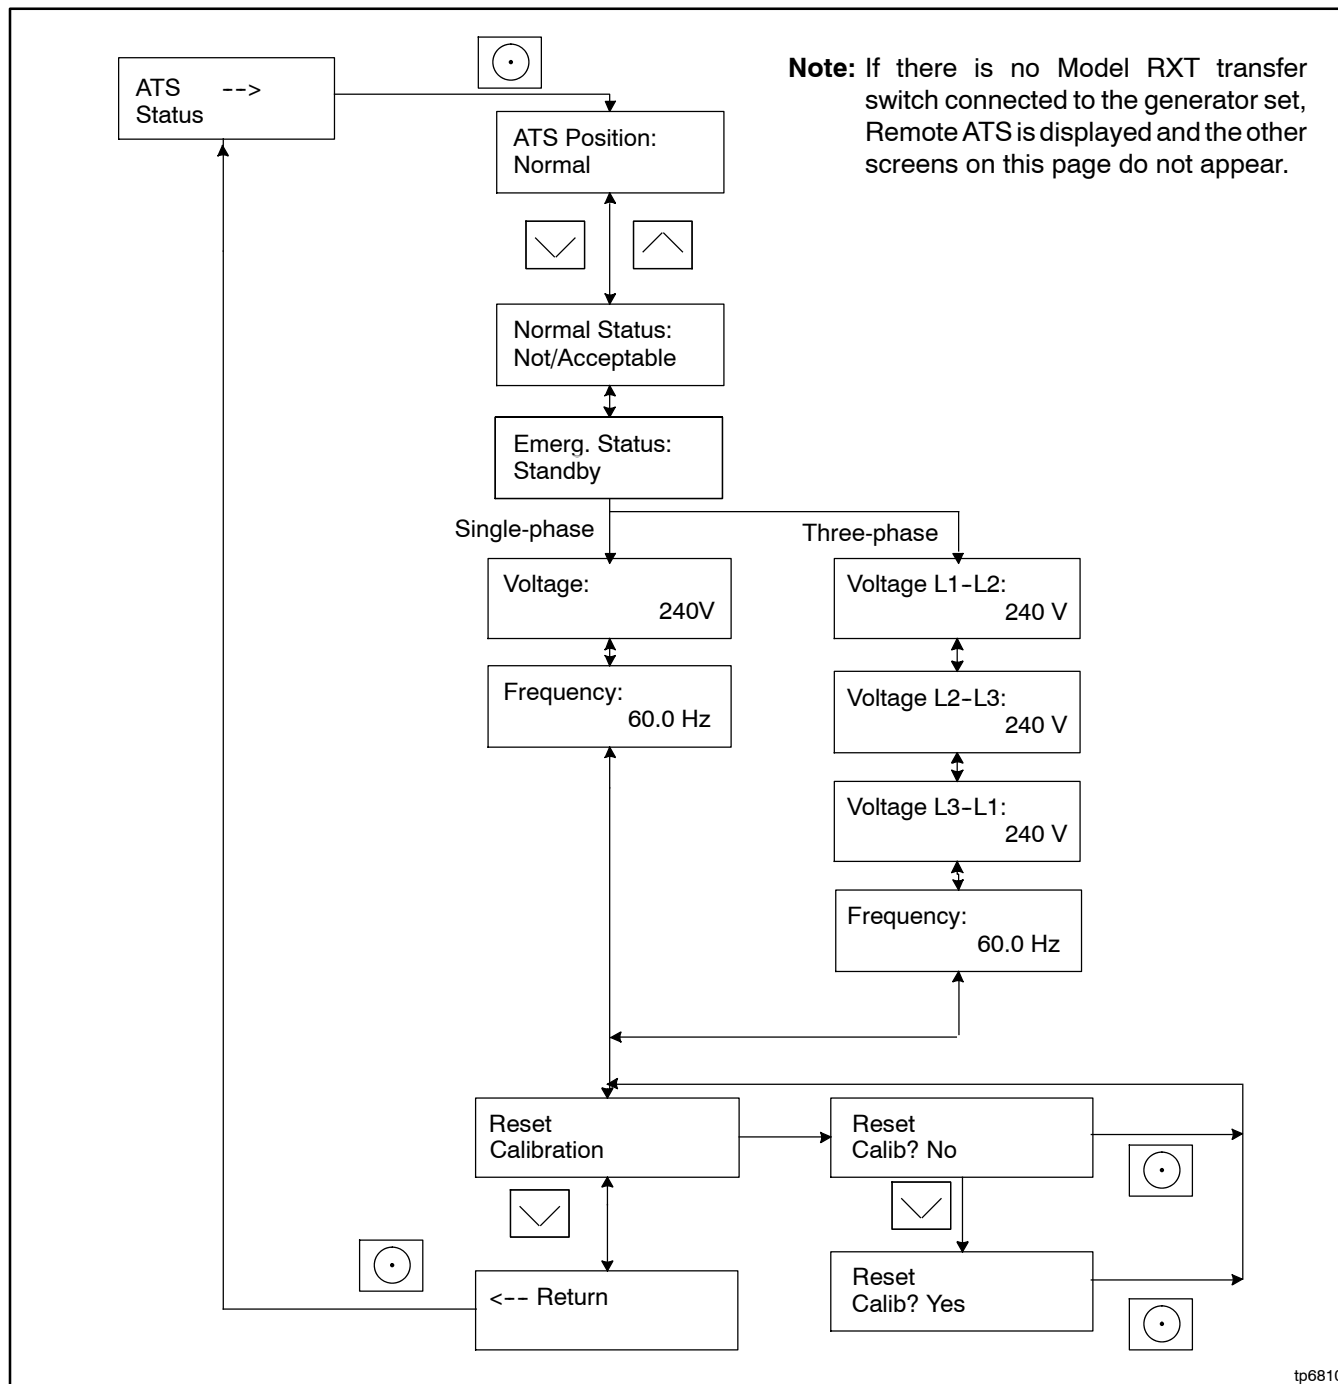 ATS -->
Status
Note: If there is no Model RXT transfer
switch connected to the generator set,
Remote ATS is displayed and the other
screens on this page do not appear.
ATS Position:
Normal
Normal Status:
Not/Acceptable
Emerg. Status:
Standby
Single-phase
Three-phase
Voltage:
240V
Frequency:
60.0 Hz
Voltage L1-L2:
240 V
Voltage L2-L3:
240 V
Voltage L3-L1:
240 V
Frequency:
60.0 Hz
Reset
Calibration
Reset
Calib? No
<-- Return
Reset
Calib? Yes
tp6810